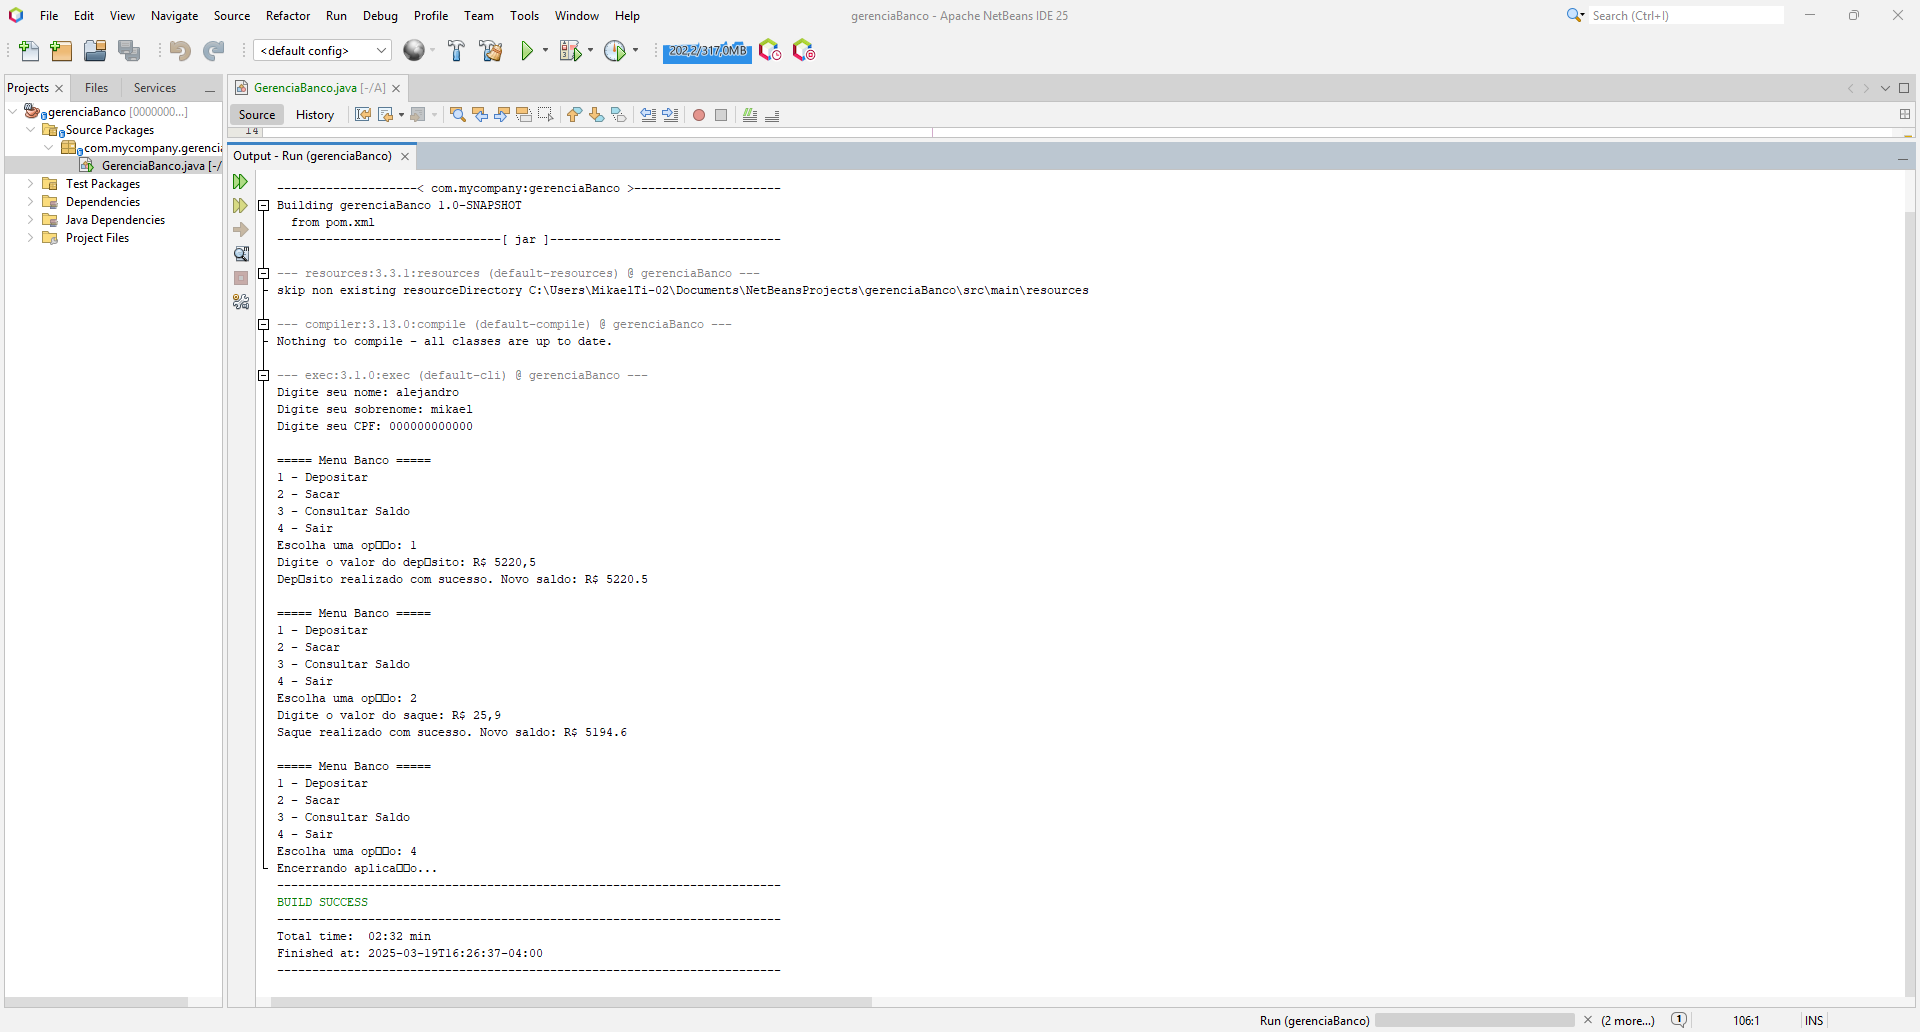 File Edit View Navigate Source Refactor Run Debug Profile Team Tools Window Help
gerenciaBanco - Apache NetBeans IDE 25
Search (Ctrl+I)
<default config>
202,2/317,0MB
Projects
Files
Services
gerenciaBanco [0000000...]
Source Packages
com.mycompany.gerencia
GerenciaBanco.java [-/
Test Packages
Dependencies
Java Dependencies
Project Files
GerenciaBanco.java [-/A]
Source History
14
Output - Run (gerenciaBanco)
--------------------< com.mycompany:gerenciaBanco >---------------------
Building gerenciaBanco 1.0-SNAPSHOT
from pom.xml
--------------------------------[ jar ]---------------------------------
--- resources:3.3.1:resources (default-resources) @ gerenciaBanco ---
skip non existing resourceDirectory C:\Users\MikaelTi-02\Documents\NetBeansProjects\gerenciaBanco\src\main\resources
--- compiler:3.13.0:compile (default-compile) @ gerenciaBanco ---
Nothing to compile - all classes are up to date.
--- exec:3.1.0:exec (default-cli) @ gerenciaBanco ---
Digite seu nome: alejandro
Digite seu sobrenome: mikael
Digite seu CPF: 000000000000
===== Menu Banco =====
1 - Depositar
2 - Sacar
3 - Consultar Saldo
4 - Sair
Escolha uma op□□o: 1
Digite o valor do dep□sito: R$ 5220,5
Dep□sito realizado com sucesso. Novo saldo: R$ 5220.5
===== Menu Banco =====
1 - Depositar
2 - Sacar
3 - Consultar Saldo
4 - Sair
Escolha uma op□□o: 2
Digite o valor do saque: R$ 25,9
Saque realizado com sucesso. Novo saldo: R$ 5194.6
===== Menu Banco =====
1 - Depositar
2 - Sacar
3 - Consultar Saldo
4 - Sair
Escolha uma op□□o: 4
Encerrando aplica□□o...
------------------------------------------------------------------------
BUILD SUCCESS
------------------------------------------------------------------------
Total time:  02:32 min
Finished at: 2025-03-19T16:26:37-04:00
------------------------------------------------------------------------
Run (gerenciaBanco)
(2 more...)
1
106:1
INS